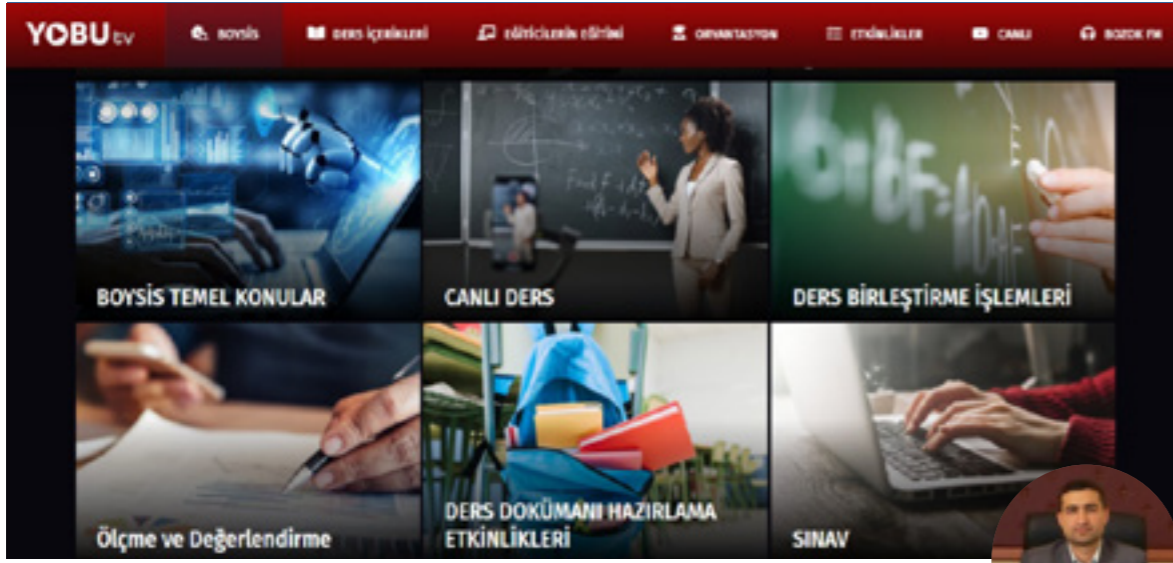 YOBU tv
BOYSİS
DERS İÇERİKLERİ
EĞİTİCİLERİN EĞİTİMİ
ORYANTASYON
ETKİNLİKLER
CANLI
BOZOK FM
BOYSİS TEMEL KONULAR
CANLI DERS
DERS BİRLEŞTİRME İŞLEMLERİ
Ölçme ve Değerlendirme
DERS DOKÜMANI HAZIRLAMA
ETKİNLİKLERİ
SINAV